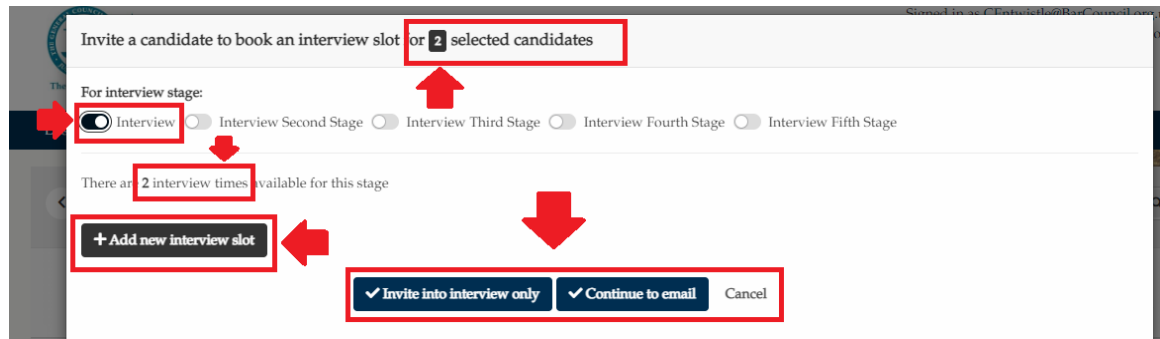 Signed in as CEntwistle@BarCouncil.org.
Invite a candidate to book an interview slot for 2 selected candidates
The
For interview stage:
Interview Interview Second Stage Interview Third Stage Interview Fourth Stage Interview Fifth Stage
There are 2 interview times available for this stage
+ Add new interview slot
Invite into interview only Continue to email Cancel